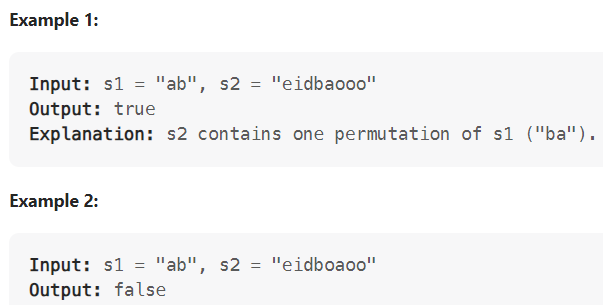 Example 1:
Input: s1 = "ab", s2 = "eidbaooo"
Output: true
Explanation: s2 contains one permutation of s1 ("ba").
Example 2:
Input: s1 = "ab", s2 = "eidboaoo"
Output: false